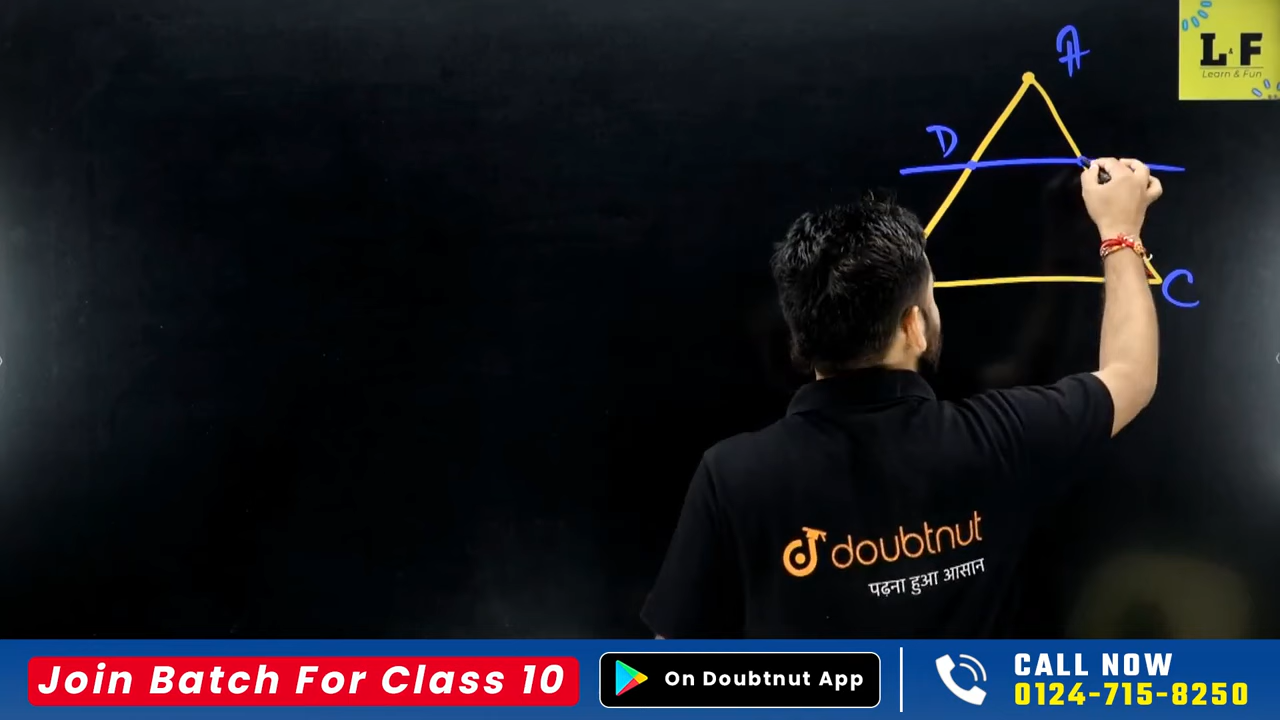 A
L & F
Learn & Fun
D
C
doubtnut
पढ़ना हुआ आसान
Join Batch For Class 10
On Doubtnut App
CALL NOW
0124-715-8250